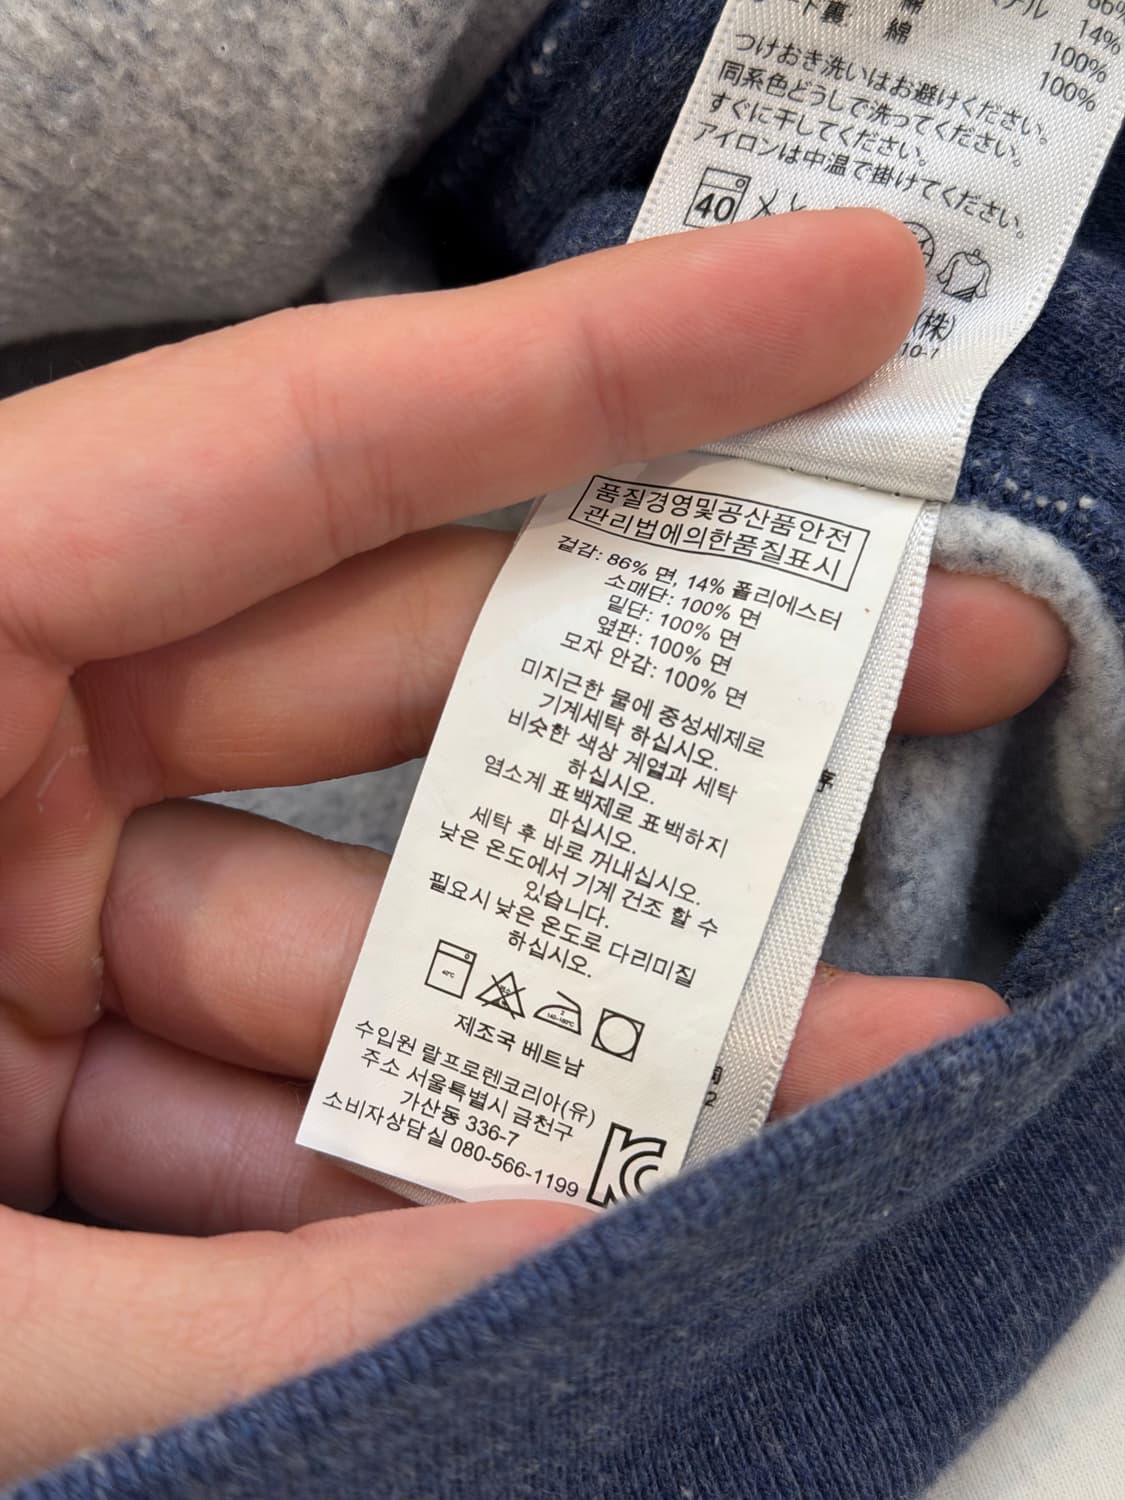 綿
86%
14%
100%
綿 100%
つけおき洗いはお避けください。
同系色どうしで洗ってください。
すぐに干してください。
アイロンは中温で掛けてください。
40
(株)
10-7
품질경영및공산품안전
관리법에의한품질표시
겉감: 86% 면, 14% 폴리에스터
소매단: 100% 면
밑단: 100% 면
옆판: 100% 면
모자 안감: 100% 면
미지근한 물에 중성세제로
기계세탁 하십시오.
비슷한 색상 계열과 세탁
하십시오.
염소계 표백제로 표백하지
마십시오.
세탁 후 바로 꺼내십시오.
낮은 온도에서 기계 건조 할 수
있습니다.
필요시 낮은 온도로 다리미질
하십시오.
제조국 베트남
수입원 랄프로렌코리아(유)
주소 서울특별시 금천구
가산동 336-7
소비자상담실 080-566-1199